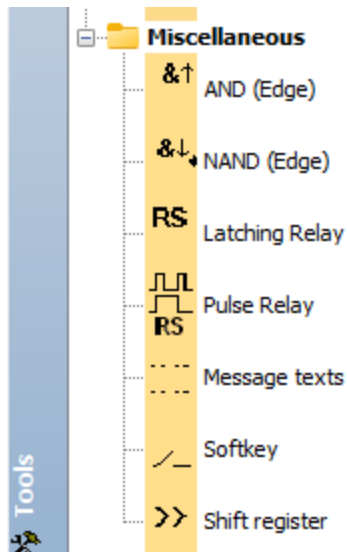 Miscellaneous
&↑ AND (Edge)
&↓ NAND (Edge)
RS Latching Relay
RS Pulse Relay
Message texts
Softkey
Shift register
Tools